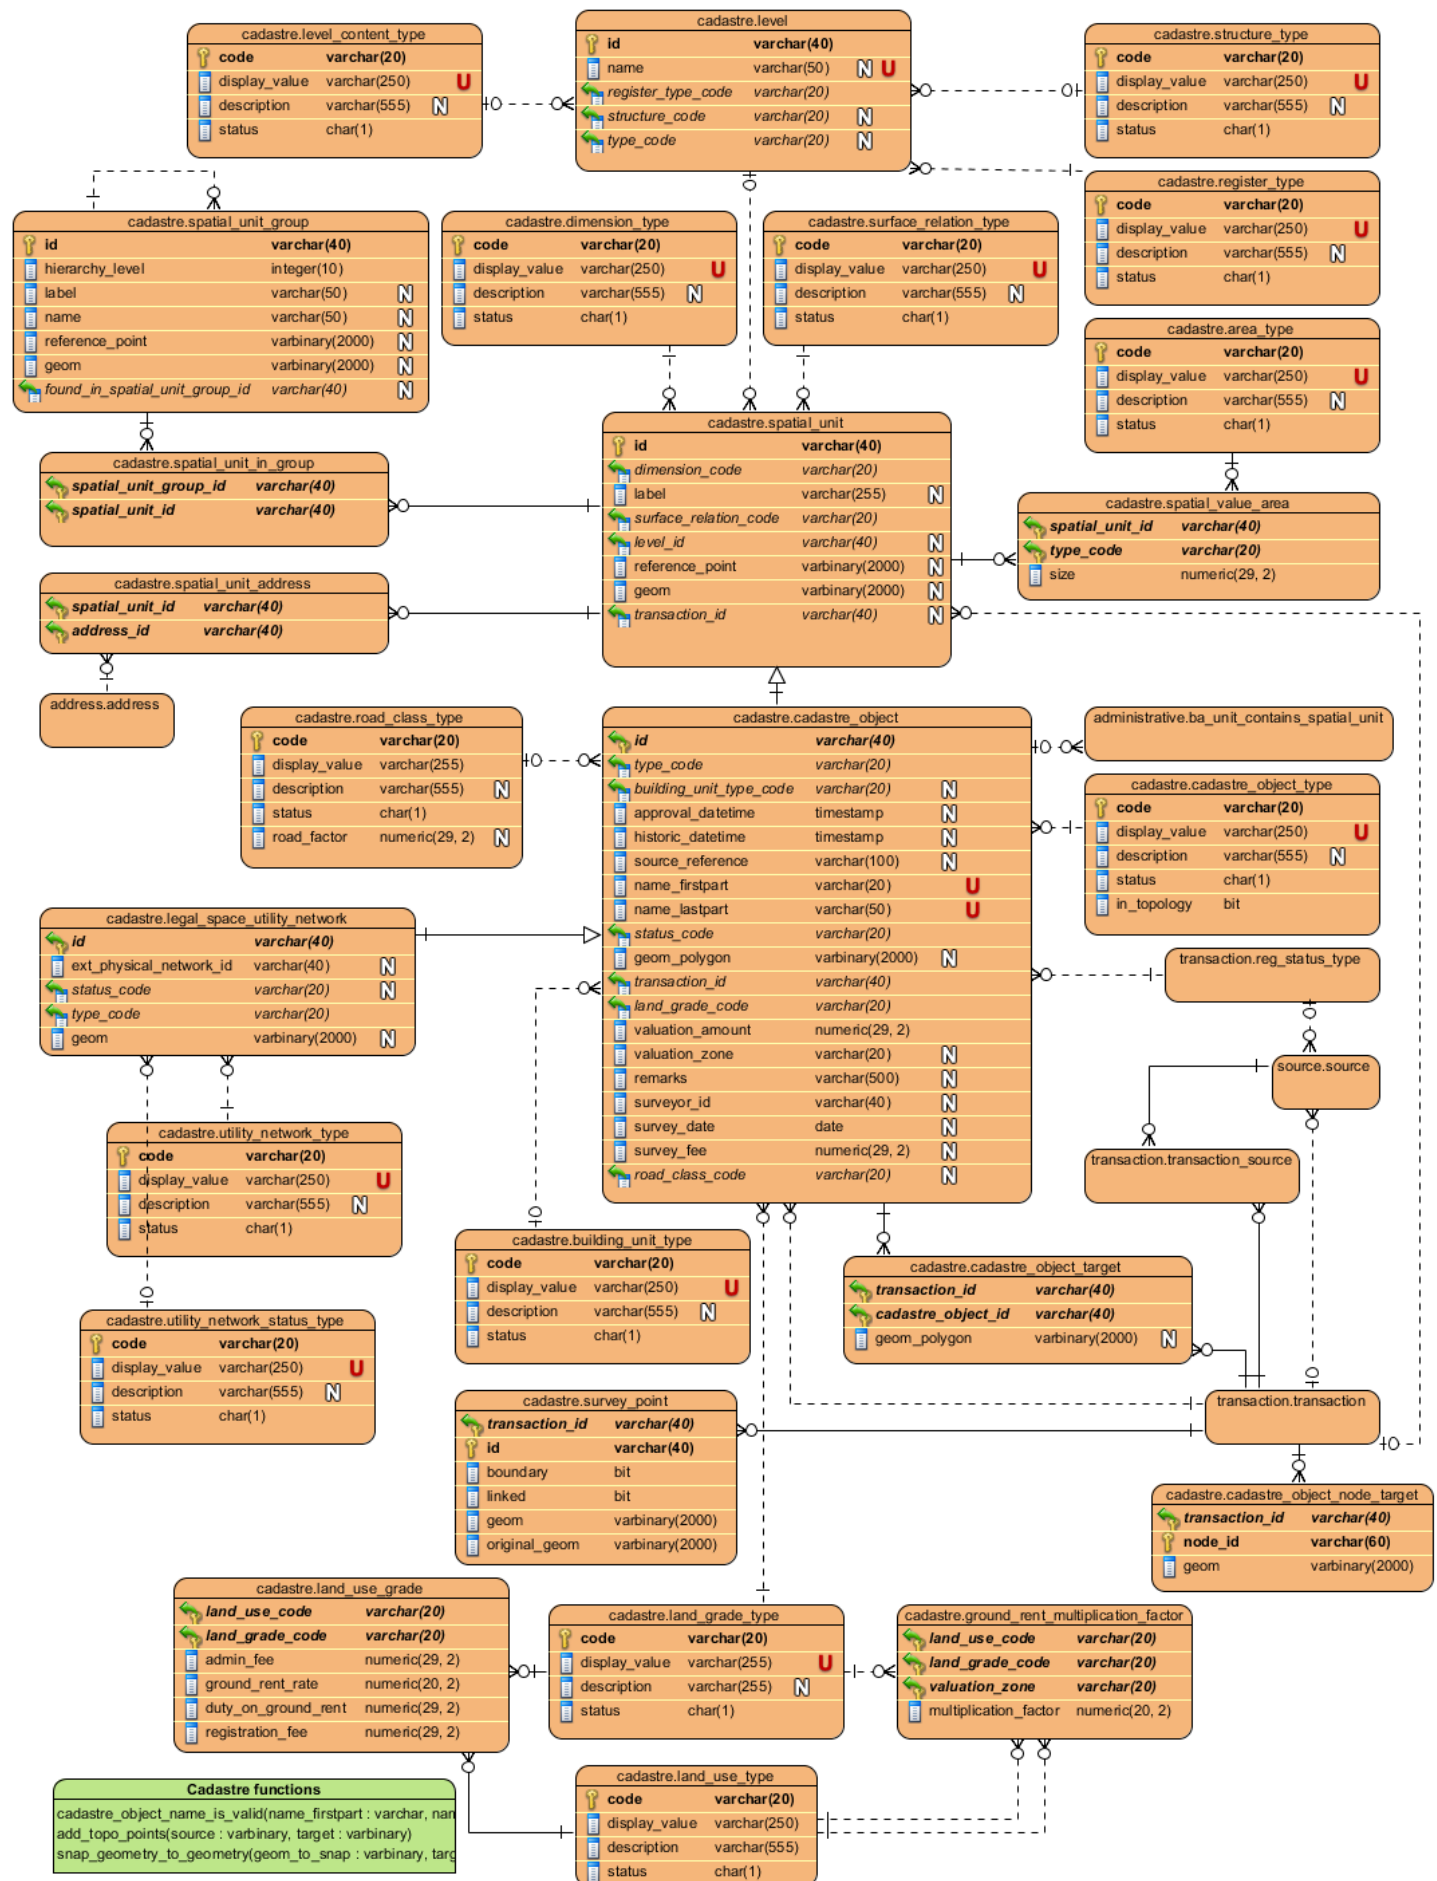 cadastre.level_content_type
code varchar(20)
display_value varchar(250) U
description varchar(555) N
status char(1)
cadastre.level
id varchar(40)
name varchar(50) N U
register_type_code varchar(20)
structure_code varchar(20) N
type_code varchar(20) N
cadastre.structure_type
code varchar(20)
display_value varchar(250) U
description varchar(555) N
status char(1)
cadastre.register_type
code varchar(20)
display_value varchar(250) U
description varchar(555) N
status char(1)
cadastre.spatial_unit_group
id varchar(40)
hierarchy_level integer(10)
label varchar(50) N
name varchar(50) N
reference_point varbinary(2000) N
geom varbinary(2000) N
found_in_spatial_unit_group_id varchar(40) N
cadastre.dimension_type
code varchar(20)
display_value varchar(250) U
description varchar(555) N
status char(1)
cadastre.surface_relation_type
code varchar(20)
display_value varchar(250) U
description varchar(555) N
status char(1)
cadastre.area_type
code varchar(20)
display_value varchar(250) U
description varchar(555) N
status char(1)
cadastre.spatial_unit_in_group
spatial_unit_group_id varchar(40)
spatial_unit_id varchar(40)
cadastre.spatial_unit
id varchar(40)
dimension_code varchar(20)
label varchar(255) N
surface_relation_code varchar(20)
level_id varchar(40) N
reference_point varbinary(2000) N
geom varbinary(2000) N
transaction_id varchar(40) N
cadastre.spatial_value_area
spatial_unit_id varchar(40)
type_code varchar(20)
size numeric(29, 2)
cadastre.spatial_unit_address
spatial_unit_id varchar(40)
address_id varchar(40)
address.address
cadastre.road_class_type
code varchar(20)
display_value varchar(255)
description varchar(555) N
status char(1)
road_factor numeric(29, 2) N
cadastre.cadastre_object
id varchar(40)
type_code varchar(20)
building_unit_type_code varchar(20) N
approval_datetime timestamp N
historic_datetime timestamp N
source_reference varchar(100) N
name_firstpart varchar(20) U
name_lastpart varchar(50) U
status_code varchar(20)
geom_polygon varbinary(2000) N
transaction_id varchar(40)
land_grade_code varchar(20)
valuation_amount numeric(29, 2)
valuation_zone varchar(20) N
remarks varchar(500) N
surveyor_id varchar(40) N
survey_date date N
survey_fee numeric(29, 2) N
road_class_code varchar(20) N
administrative.ba_unit_contains_spatial_unit
cadastre.cadastre_object_type
code varchar(20)
display_value varchar(250) U
description varchar(555) N
status char(1)
in_topology bit
cadastre.legal_space_utility_network
id varchar(40)
ext_physical_network_id varchar(40) N
status_code varchar(20) N
type_code varchar(20)
geom varbinary(2000) N
transaction.reg_status_type
source.source
transaction.transaction_source
cadastre.utility_network_type
code varchar(20)
display_value varchar(250) U
description varchar(555) N
status char(1)
cadastre.building_unit_type
code varchar(20)
display_value varchar(250) U
description varchar(555) N
status char(1)
cadastre.cadastre_object_target
transaction_id varchar(40)
cadastre_object_id varchar(40)
geom_polygon varbinary(2000) N
cadastre.utility_network_status_type
code varchar(20)
display_value varchar(250) U
description varchar(555) N
status char(1)
cadastre.survey_point
transaction_id varchar(40)
id varchar(40)
boundary bit
linked bit
geom varbinary(2000)
original_geom varbinary(2000)
transaction.transaction
cadastre.cadastre_object_node_target
transaction_id varchar(40)
node_id varchar(60)
geom varbinary(2000)
cadastre.land_use_grade
land_use_code varchar(20)
land_grade_code varchar(20)
admin_fee numeric(29, 2)
ground_rent_rate numeric(20, 2)
duty_on_ground_rent numeric(29, 2)
registration_fee numeric(29, 2)
cadastre.land_grade_type
code varchar(20)
display_value varchar(255) U
description varchar(255) N
status char(1)
cadastre.ground_rent_multiplication_factor
land_use_code varchar(20)
land_grade_code varchar(20)
valuation_zone varchar(20)
multiplication_factor numeric(20, 2)
cadastre.land_use_type
code varchar(20)
display_value varchar(250)
description varchar(555)
status char(1)
Cadastre functions
cadastre_object_name_is_valid(name_firstpart : varchar, nam
add_topo_points(source : varbinary, target : varbinary)
snap_geometry_to_geometry(geom_to_snap : varbinary, targ